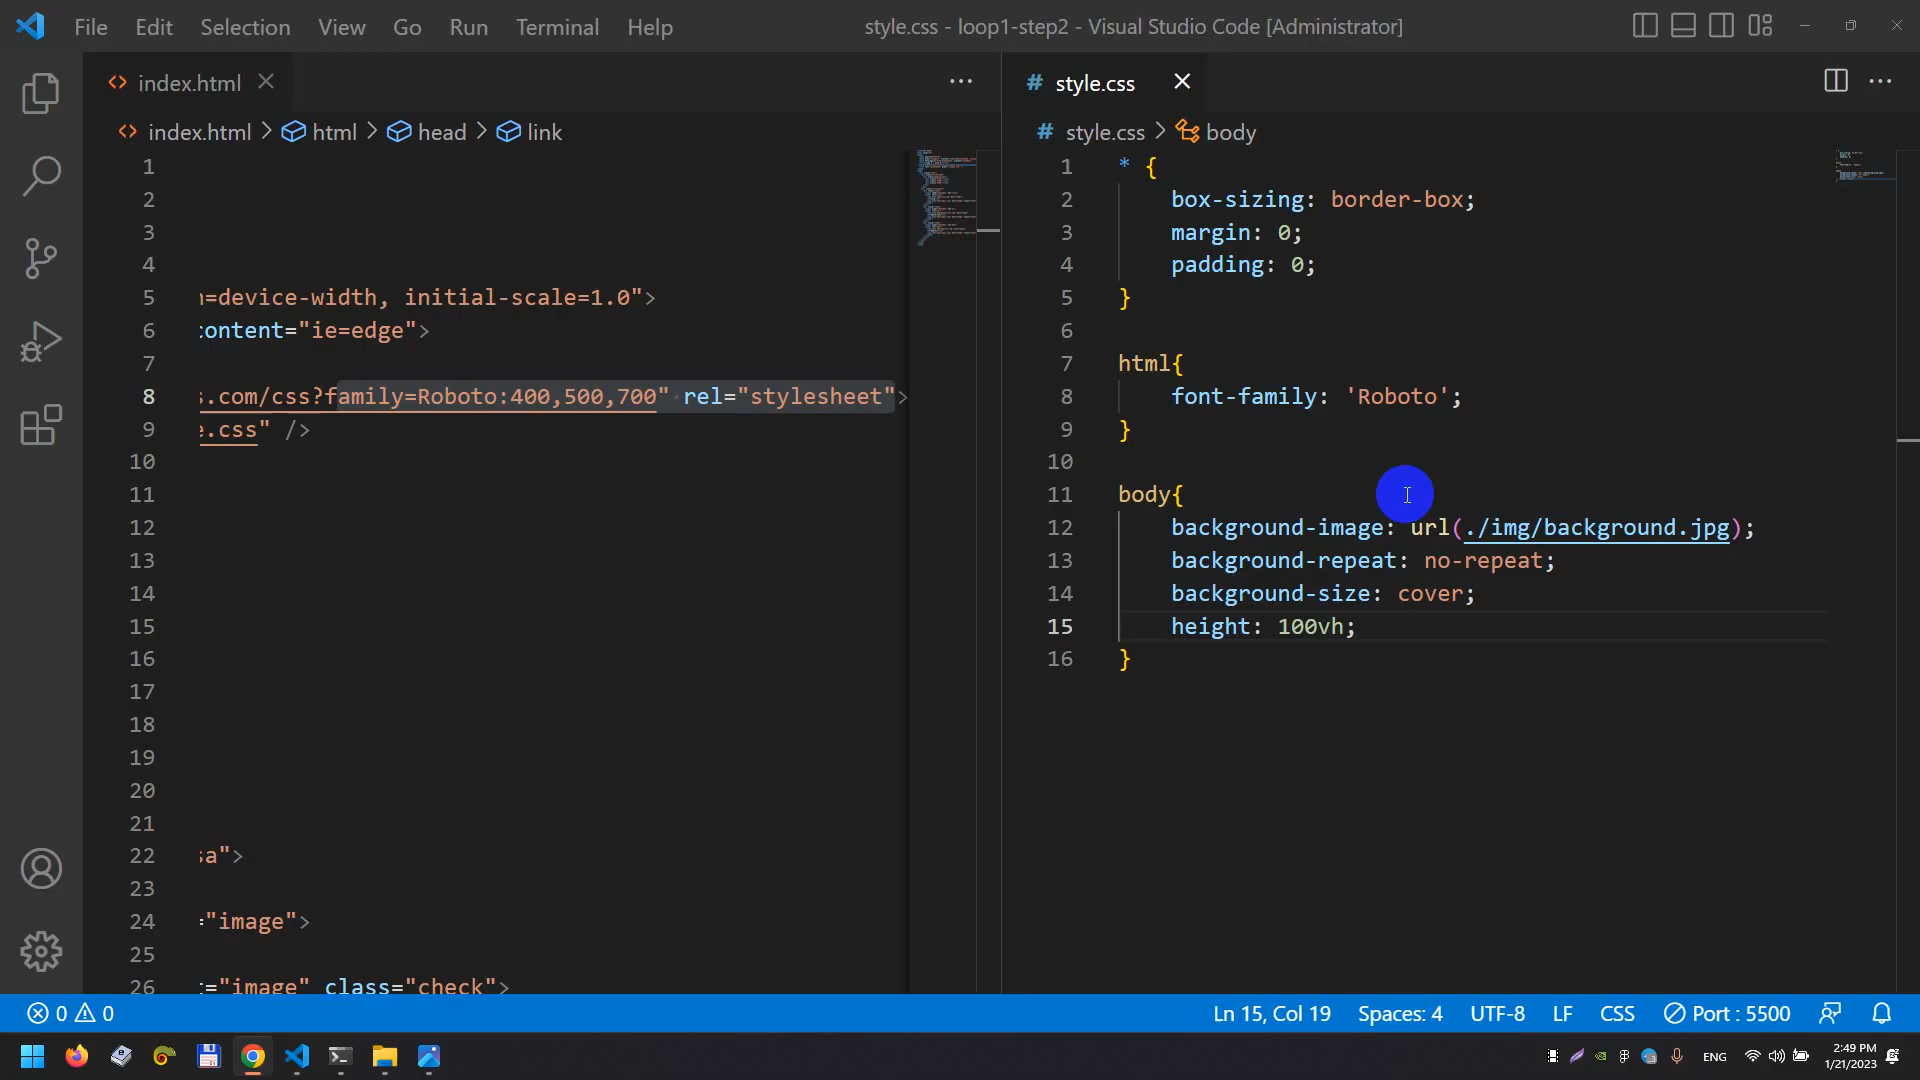 File Edit Selection View Go Run Terminal Help
style.css - loop1-step2 - Visual Studio Code [Administrator]
<> index.html
# style.css
<> index.html > html > head > link
# style.css > body
1
2
3
4
5 =device-width, initial-scale=1.0">
6 content="ie=edge">
7
8 s.com/css?family=Roboto:400,500,700" rel="stylesheet">
9 e.css" />
10
11
12
13
14
15
16
17
18
19
20
21
22 sa">
23
24 ="image">
25
26 ="image" class="check">
1 * {
2 box-sizing: border-box;
3 margin: 0;
4 padding: 0;
5 }
6
7 html{
8 font-family: 'Roboto';
9 }
10
11 body{
12 background-image: url(./img/background.jpg);
13 background-repeat: no-repeat;
14 background-size: cover;
15 height: 100vh;
16 }
0 0
Ln 15, Col 19 Spaces: 4 UTF-8 LF CSS Port : 5500
ENG
2:49 PM
1/21/2023